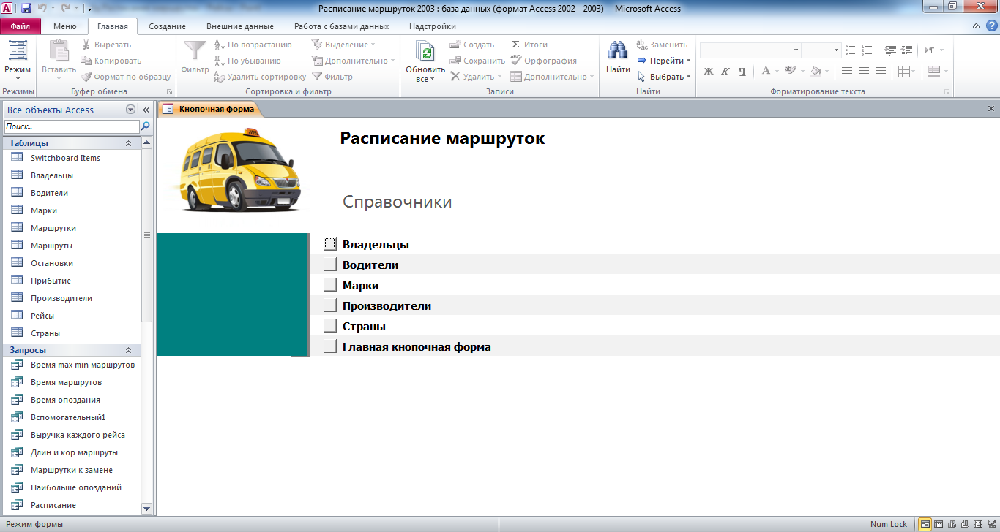 Расписание маршруток 2003 : база данных (формат Access 2002 - 2003) - Microsoft Access
Файл Меню Главная Создание Внешние данные Работа с базами данных Надстройки
Режим
Режимы
Вставить
Вырезать
Копировать
Формат по образцу
Буфер обмена
Фильтр
По возрастанию
По убыванию
Удалить сортировку
Выделение
Дополнительно
Фильтр
Сортировка и фильтр
Обновить все
Создать
Сохранить
Удалить
Итоги
Орфография
Дополнительно
Записи
Найти
Заменить
Перейти
Выбрать
Найти
Ж К Ч А
Форматирование текста
Все объекты Access
Поиск...
Таблицы
Switchboard Items
Владельцы
Водители
Марки
Маршрутки
Маршруты
Остановки
Прибытие
Производители
Рейсы
Страны
Запросы
Время max min маршрутов
Время маршрутов
Время опоздания
Вспомогательный1
Выручка каждого рейса
Длин и кор маршруты
Маршрутки к замене
Наибольше опозданий
Расписание
Кнопочная форма
Расписание маршруток
Справочники
Владельцы
Водители
Марки
Производители
Страны
Главная кнопочная форма
Режим формы
Num Lock